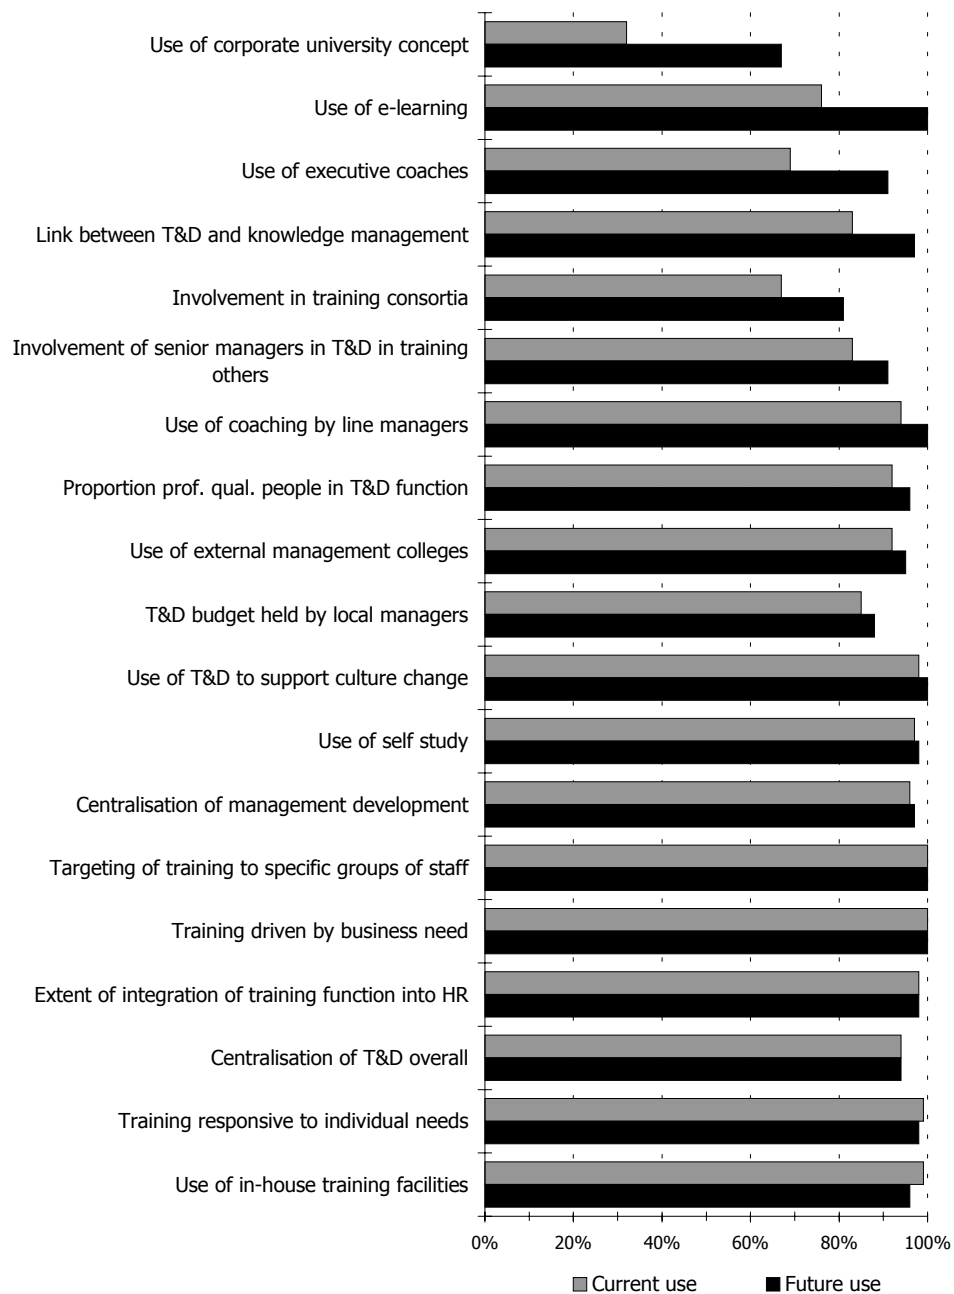 Use of corporate university concept
Use of e-learning
Use of executive coaches
Link between T&D and knowledge management
Involvement in training consortia
Involvement of senior managers in T&D in training
others
Use of coaching by line managers
Proportion prof. qual. people in T&D function
Use of external management colleges
T&D budget held by local managers
Use of T&D to support culture change
Use of self study
Centralisation of management development
Targeting of training to specific groups of staff
Training driven by business need
Extent of integration of training function into HR
Centralisation of T&D overall
Training responsive to individual needs
Use of in-house training facilities
0% 20% 40% 60% 80% 100%
Current use Future use